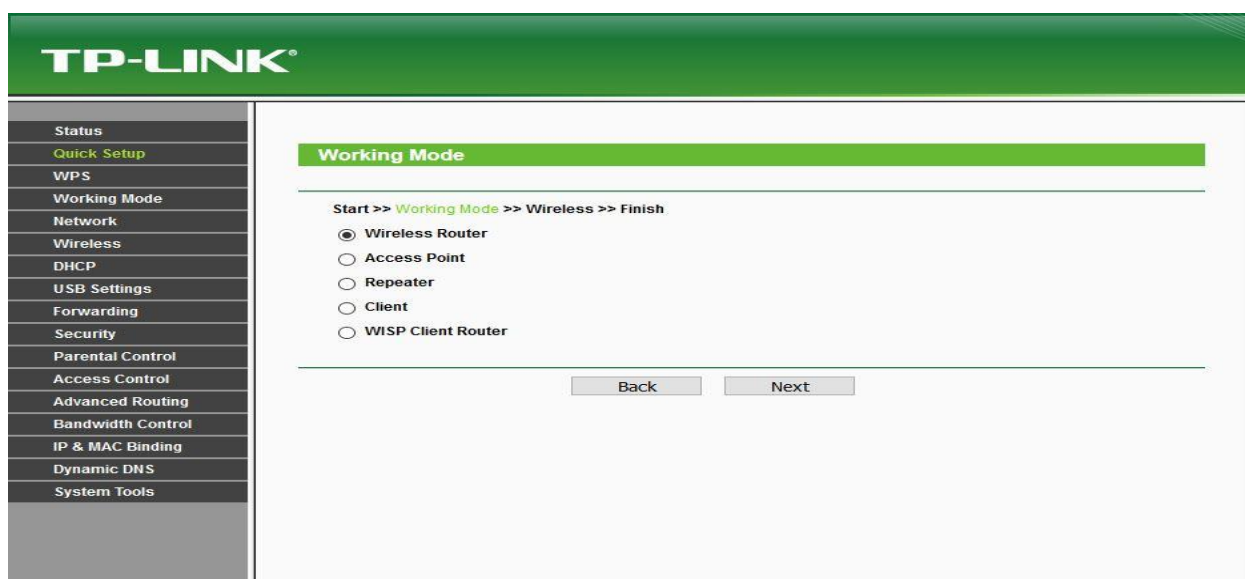 TP-LINK®
Status
Quick Setup
WPS
Working Mode
Network
Wireless
DHCP
USB Settings
Forwarding
Security
Parental Control
Access Control
Advanced Routing
Bandwidth Control
IP & MAC Binding
Dynamic DNS
System Tools
Working Mode
Start >> Working Mode >> Wireless >> Finish
Wireless Router
Access Point
Repeater
Client
WISP Client Router
Back Next